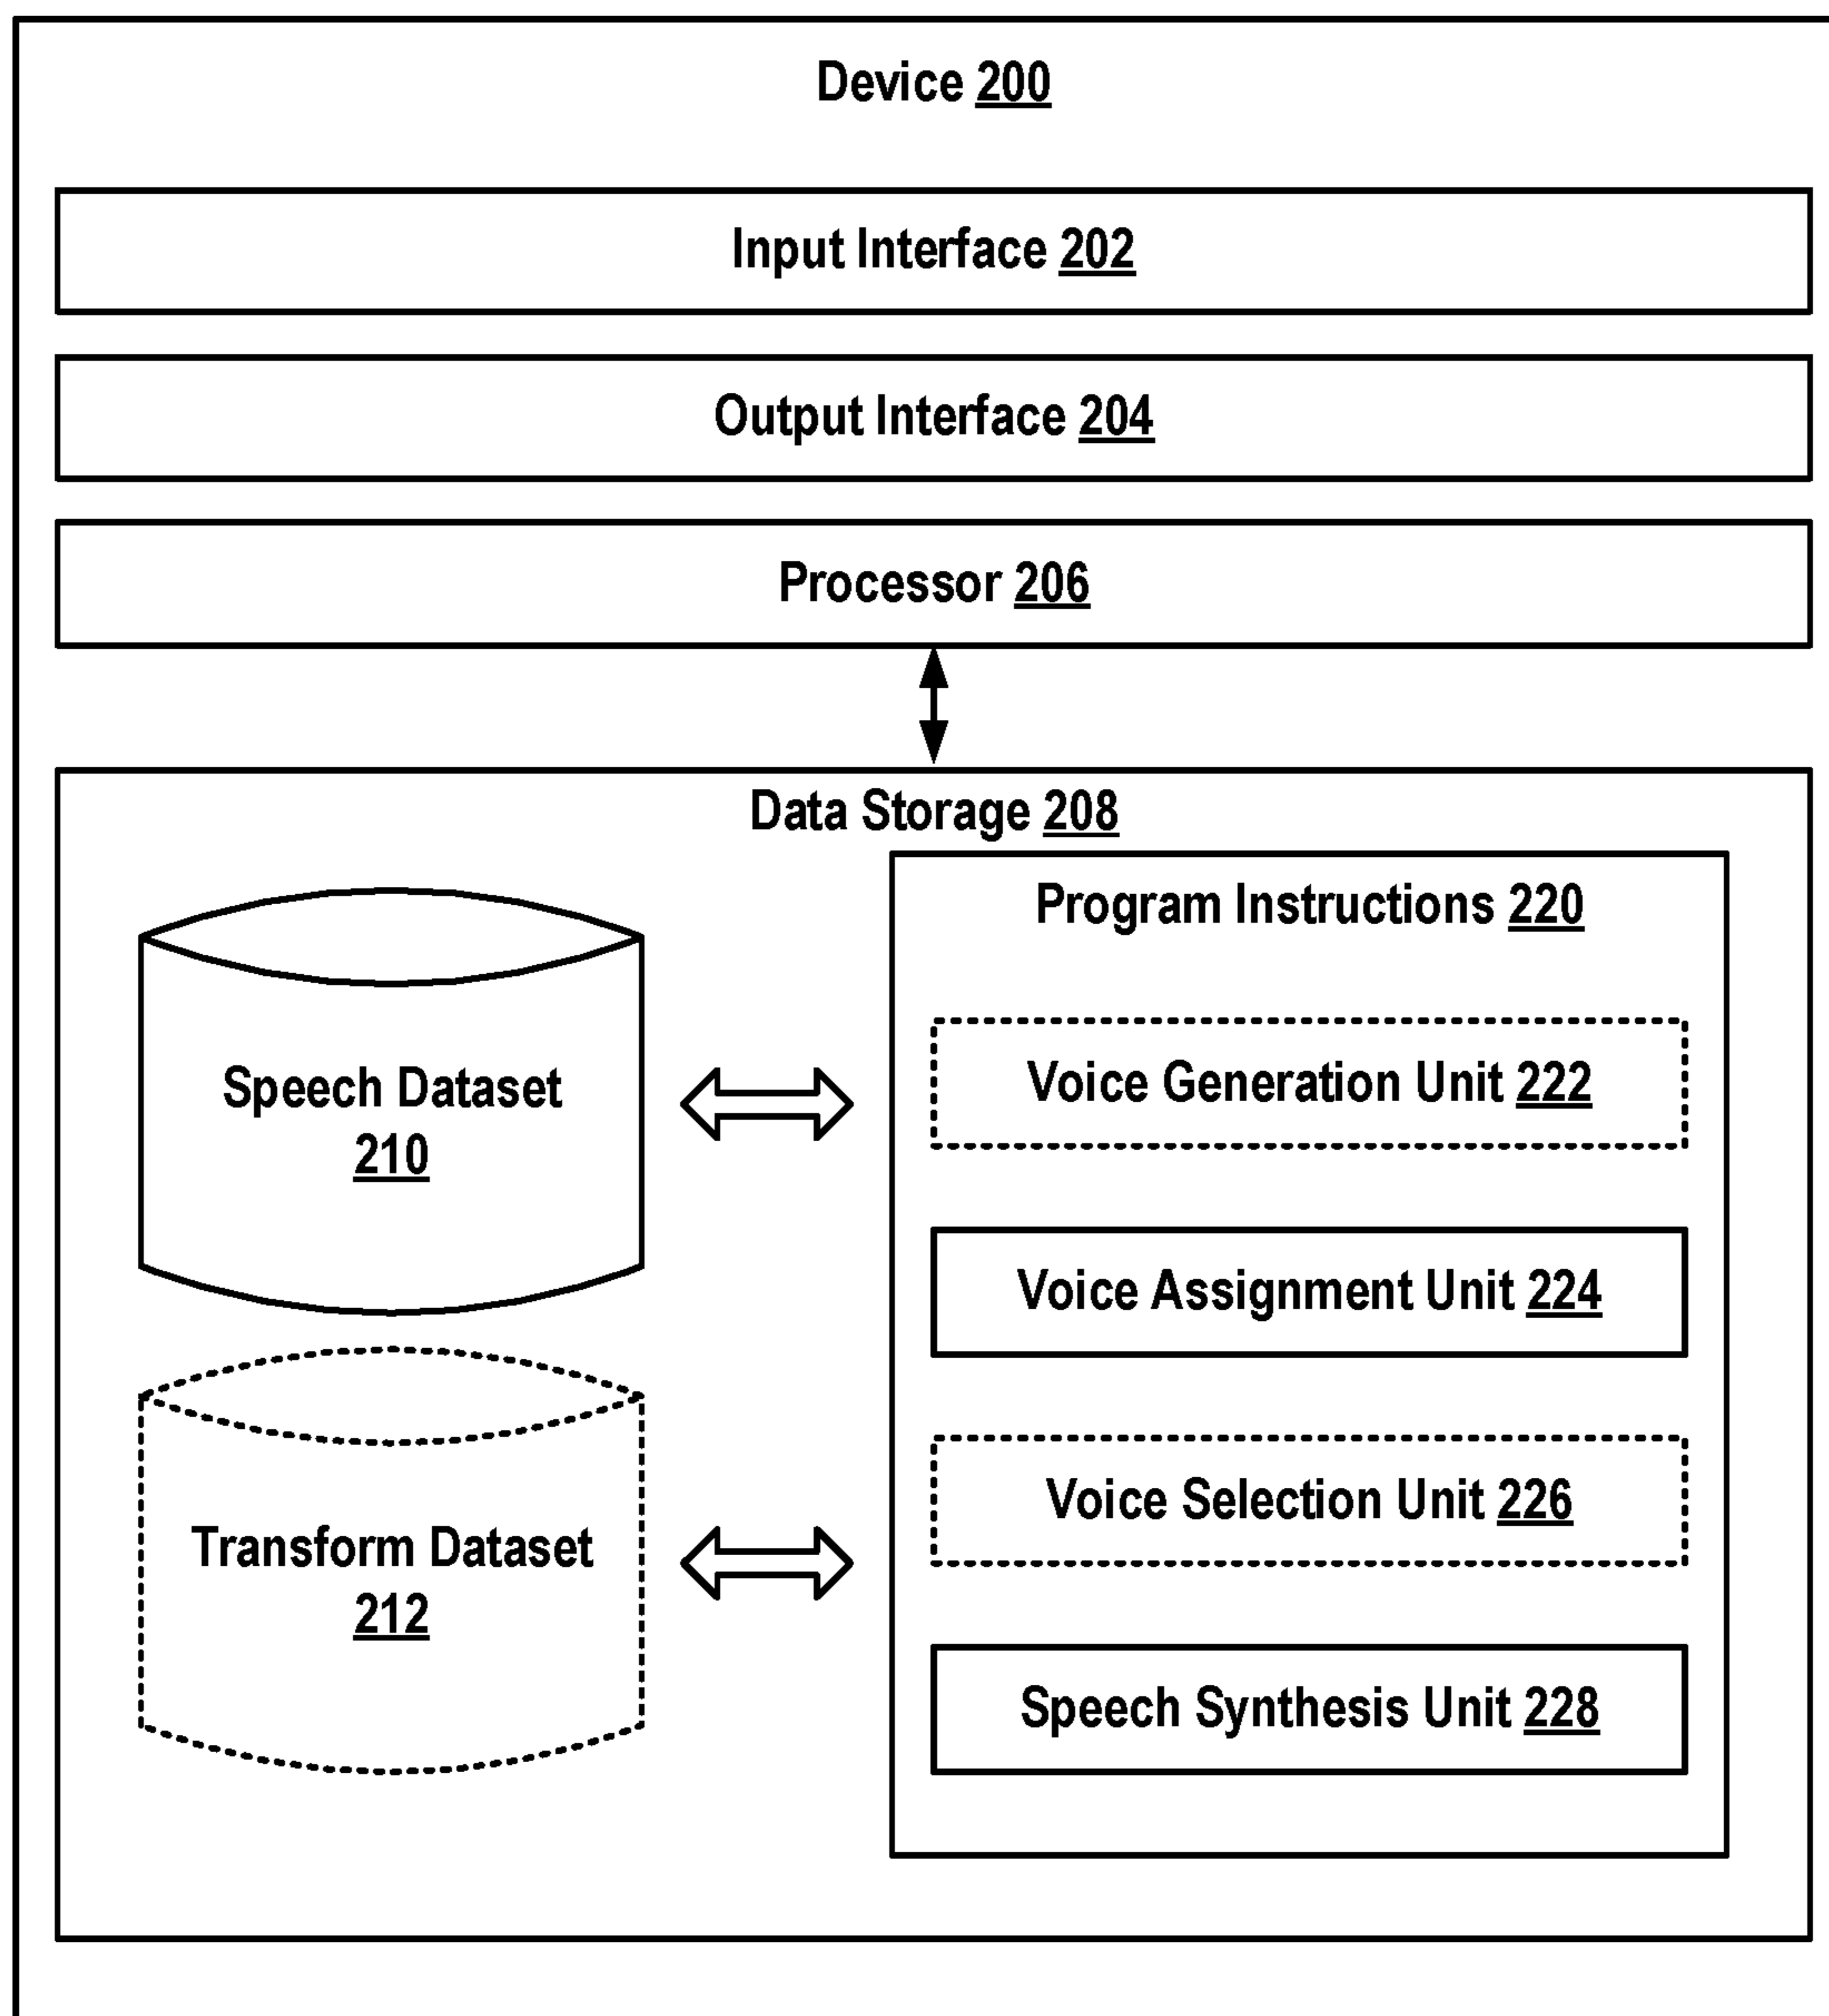 Device 200
Input Interface 202
Output Interface 204
Processor 206
Data Storage 208
Speech Dataset
210
Transform Dataset
212
Program Instructions 220
Voice Generation Unit 222
Voice Assignment Unit 224
Voice Selection Unit 226
Speech Synthesis Unit 228